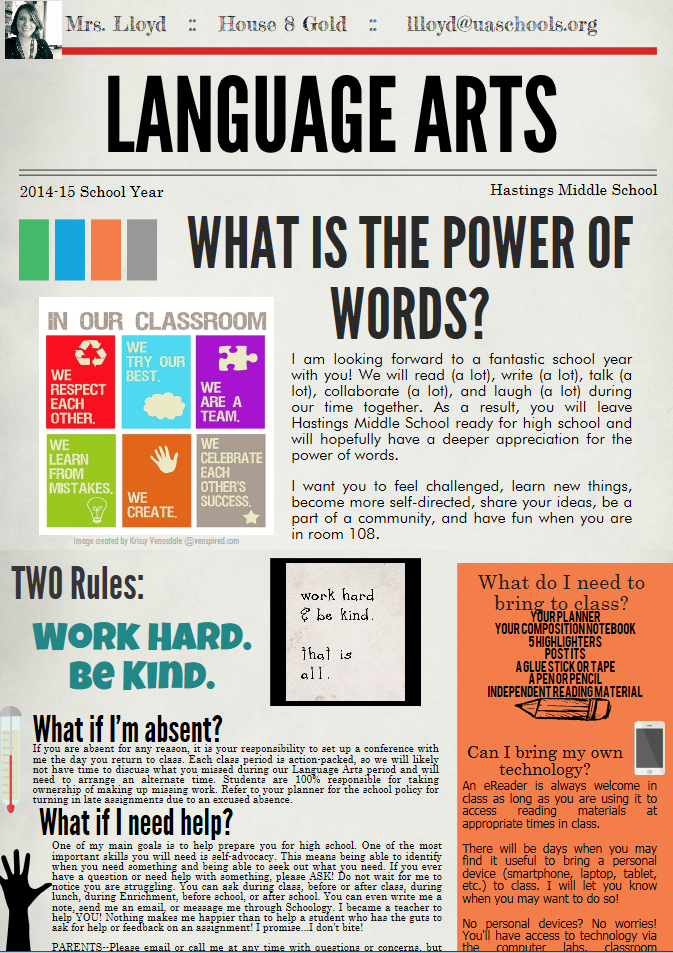 Mrs. Lloyd :: House 8 Gold :: llloyd@uaschools.org
LANGUAGE ARTS
2014-15 School Year
Hastings Middle School
WHAT IS THE POWER OF
WORDS?
IN OUR CLASSROOM
WE
RESPECT
EACH
OTHER.
WE
TRY OUR
BEST.
WE
ARE A
TEAM.
WE
LEARN
FROM
MISTAKES.
WE
CREATE.
WE
CELEBRATE
EACH
OTHER'S
SUCCESS.
Image created by Krissy Venosdale @venspired.com
I am looking forward to a fantastic school year
with you! We will read (a lot), write (a lot), talk (a
lot), collaborate (a lot), and laugh (a lot) during
our time together. As a result, you will leave
Hastings Middle School ready for high school and
will hopefully have a deeper appreciation for the
power of words.
I want you to feel challenged, learn new things,
become more self-directed, share your ideas, be a
part of a community, and have fun when you are
in room 108.
TWO Rules:
WORK HARD.
Be KIND.
work hard
& be kind.
that is
all.
What if I'm absent?
If you are absent for any reason, it is your responsibility to set up a conference with
me the day you return to class. Each class period is action-packed, so we will likely
not have time to discuss what you missed during our Language Arts period and will
need to arrange an alternate time. Students are 100% responsible for taking
ownership of making up missing work. Refer to your planner for the school policy for
turning in late assignments due to an excused absence.
What if I need help?
One of my main goals is to help prepare you for high school. One of the most
important skills you will need is self-advocacy. This means being able to identify
when you need something and being able to seek out what you need. If you ever
have a question or need help with something, please ASK! Do not wait for me to
notice you are struggling. You can ask during class, before or after class, during
lunch, during Enrichment, before school, or after school. You can even write me a
note, send me an email, or message me through Schoology. I became a teacher to
help YOU! Nothing makes me happier than to help a student who has the guts to
ask for help or feedback on an assignment! I promise...I don't bite!
PARENTS--Please email or call me at any time with questions or concerns, but
What do I need to
bring to class?
YOUR PLANNER
YOUR COMPOSITION NOTEBOOK
5 HIGHLIGHTERS
POST ITS
A GLUE STICK OR TAPE
A PEN OR PENCIL
INDEPENDENT READING MATERIAL
Can I bring my own
technology?
An eReader is always welcome in
class as long as you are using it to
access reading materials at
appropriate times in class.
There will be days when you may
find it useful to bring a personal
device (smartphone, laptop, tablet,
etc.) to class. I will let you know
when you may want to do so!
No personal devices? No worries!
You'll have access to technology via
the computer labs, classroom